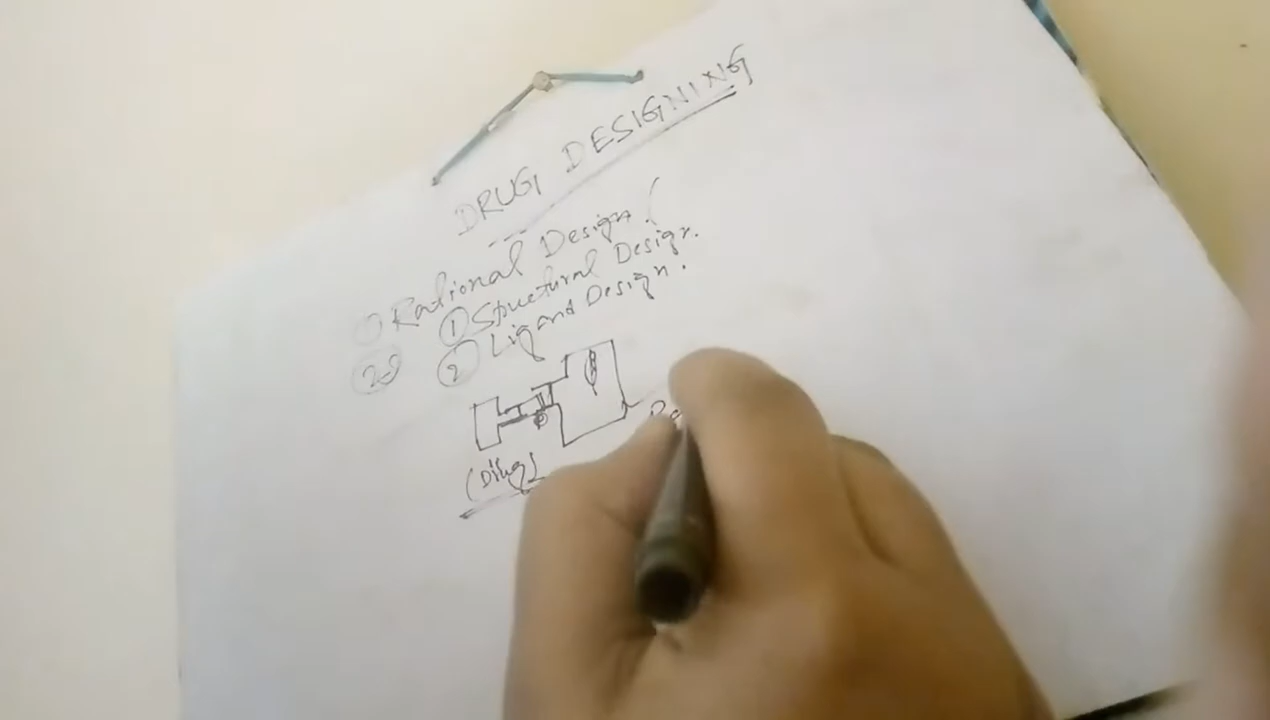 DRUG DESIGNING
① Rational Design (
① Structural Design.
② Ligand Design.
(Drug)